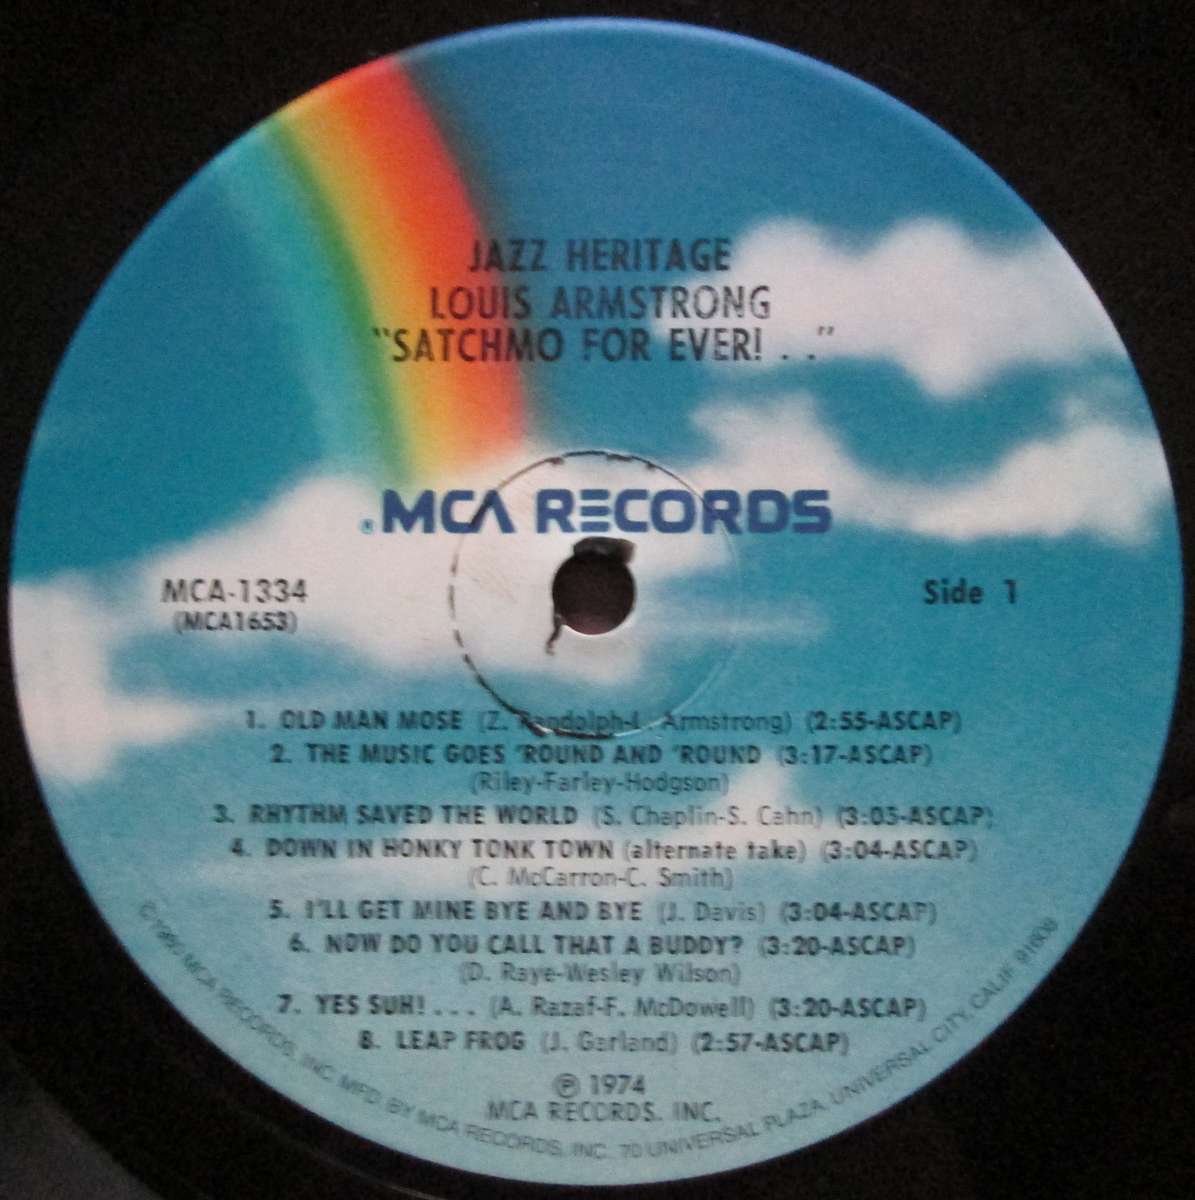 JAZZ HERITAGE
LOUIS ARMSTRONG
"SATCHMO FOR EVER! . ."
® MCA RECORDS
MCA-1334
(MCA1653)
Side 1
1. OLD MAN MOSE (Z. Randolph-L. Armstrong) (2:55-ASCAP)
2. THE MUSIC GOES 'ROUND AND 'ROUND (3:17-ASCAP)
(Riley-Farley-Hodgson)
3. RHYTHM SAVED THE WORLD (S. Chaplin-S. Cahn) (3:05-ASCAP)
4. DOWN IN HONKY TONK TOWN (alternate take) (3:04-ASCAP)
(C. McCarron-C. Smith)
5. I'LL GET MINE BYE AND BYE (J. Davis) (3:04-ASCAP)
6. NOW DO YOU CALL THAT A BUDDY? (3:20-ASCAP)
(D. Raye-Wesley Wilson)
7. YES SUH! . . . (A. Razaf-F. McDowell) (3:20-ASCAP)
8. LEAP FROG (J. Garland) (2:57-ASCAP)
℗ 1974
MCA RECORDS, INC.
©1980 MCA RECORDS, INC. MFD. BY MCA RECORDS, INC. 70 UNIVERSAL PLAZA, UNIVERSAL CITY, CALIF. 91608